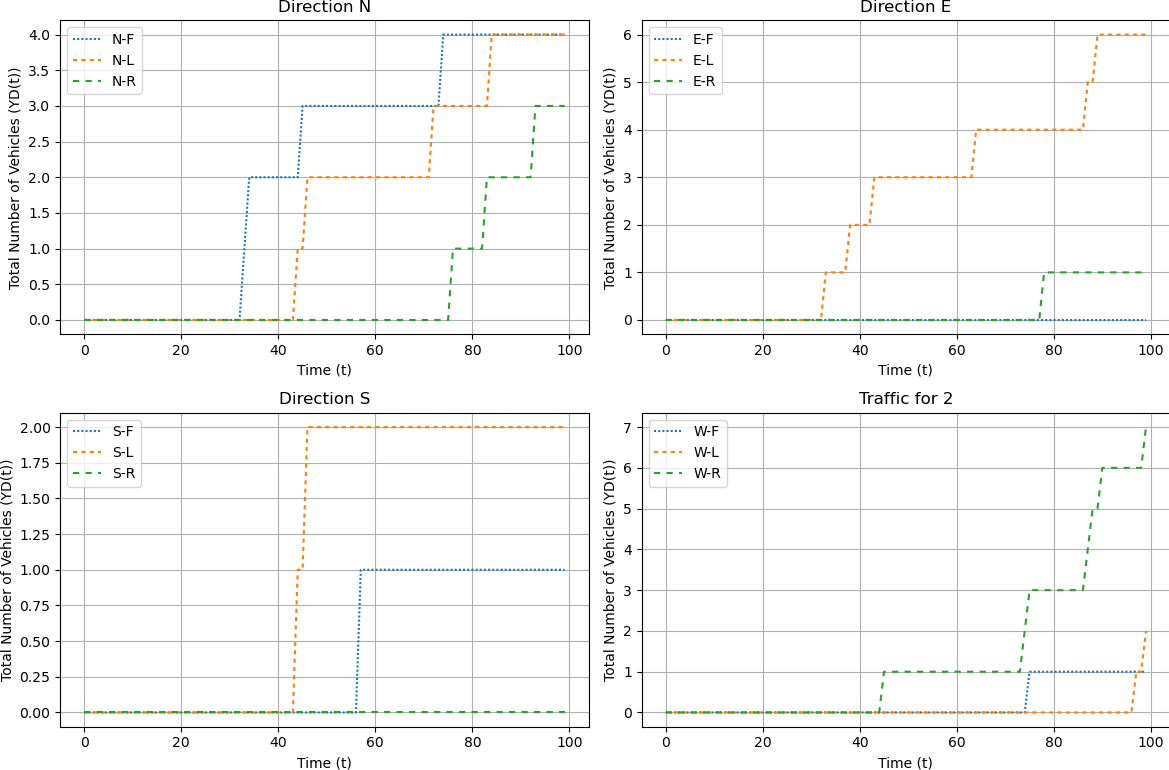 Direction N
N-F
N-L
N-R
4.0
3.5
3.0
2.5
2.0
1.5
1.0
0.5
0.0
Total Number of Vehicles (YD(t))
0 20 40 60 80 100
Time (t)
Direction E
E-F
E-L
E-R
6
5
4
3
2
1
0
Total Number of Vehicles (YD(t))
0 20 40 60 80 100
Time (t)
Direction S
S-F
S-L
S-R
2.00
1.75
1.50
1.25
1.00
0.75
0.50
0.25
0.00
Total Number of Vehicles (YD(t))
0 20 40 60 80 100
Time (t)
Traffic for 2
W-F
W-L
W-R
7
6
5
4
3
2
1
0
Total Number of Vehicles (YD(t))
0 20 40 60 80 100
Time (t)